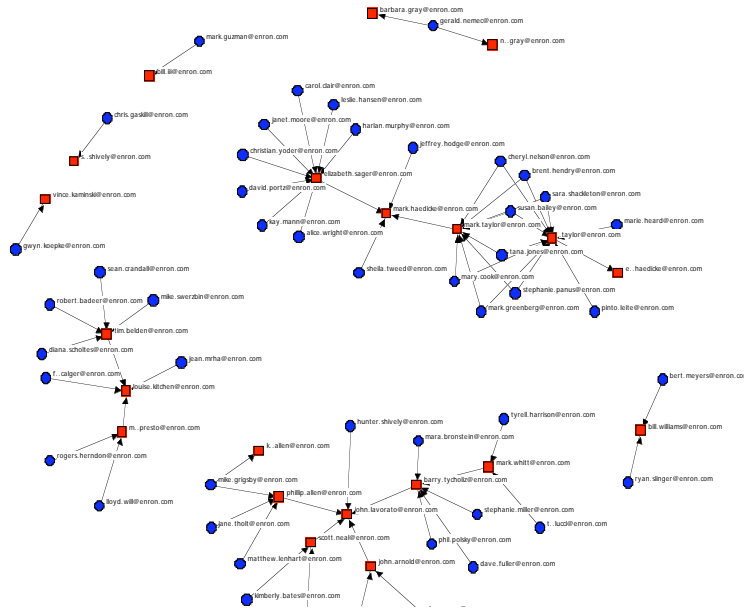 barbara.gray@enron.com
gerald.nemec@enron.com
mark.guzman@enron.com
n..gray@enron.com
bill.iii@enron.com
carol.clair@enron.com
leslie.hansen@enron.com
chris.gaskill@enron.com
janet.moore@enron.com
harlan.murphy@enron.com
jeffrey.hodge@enron.com
christian.yoder@enron.com
s..shively@enron.com
cheryl.nelson@enron.com
elizabeth.sager@enron.com
brent.hendry@enron.com
david.portz@enron.com
vince.kaminski@enron.com
sara.shackleton@enron.com
mark.haedicke@enron.com
susan.bailey@enron.com
kay.mann@enron.com
mark.taylor@enron.com
marie.heard@enron.com
alice.wright@enron.com
taylor@enron.com
gwyn.koepke@enron.com
tana.jones@enron.com
sean.crandall@enron.com
sheila.tweed@enron.com
e..haedicke@enron.com
mary.cook@enron.com
stephanie.panus@enron.com
robert.badeer@enron.com
mike.swerzbin@enron.com
mark.greenberg@enron.com
pinto.leite@enron.com
tim.belden@enron.com
diana.scholtes@enron.com
jean.mrha@enron.com
f..calger@enron.com
bert.meyers@enron.com
louise.kitchen@enron.com
tyrell.harrison@enron.com
hunter.shively@enron.com
m..presto@enron.com
bill.williams@enron.com
mara.bronstein@enron.com
k..allen@enron.com
rogers.herndon@enron.com
mark.whitt@enron.com
mike.grigsby@enron.com
barry.tycholiz@enron.com
ryan.slinger@enron.com
phillip.allen@enron.com
lloyd.will@enron.com
john.lavorato@enron.com
stephanie.miller@enron.com
jane.tholt@enron.com
t..lucci@enron.com
scott.neal@enron.com
phil.polsky@enron.com
matthew.lenhart@enron.com
john.arnold@enron.com
dave.fuller@enron.com
kimberly.bates@enron.com